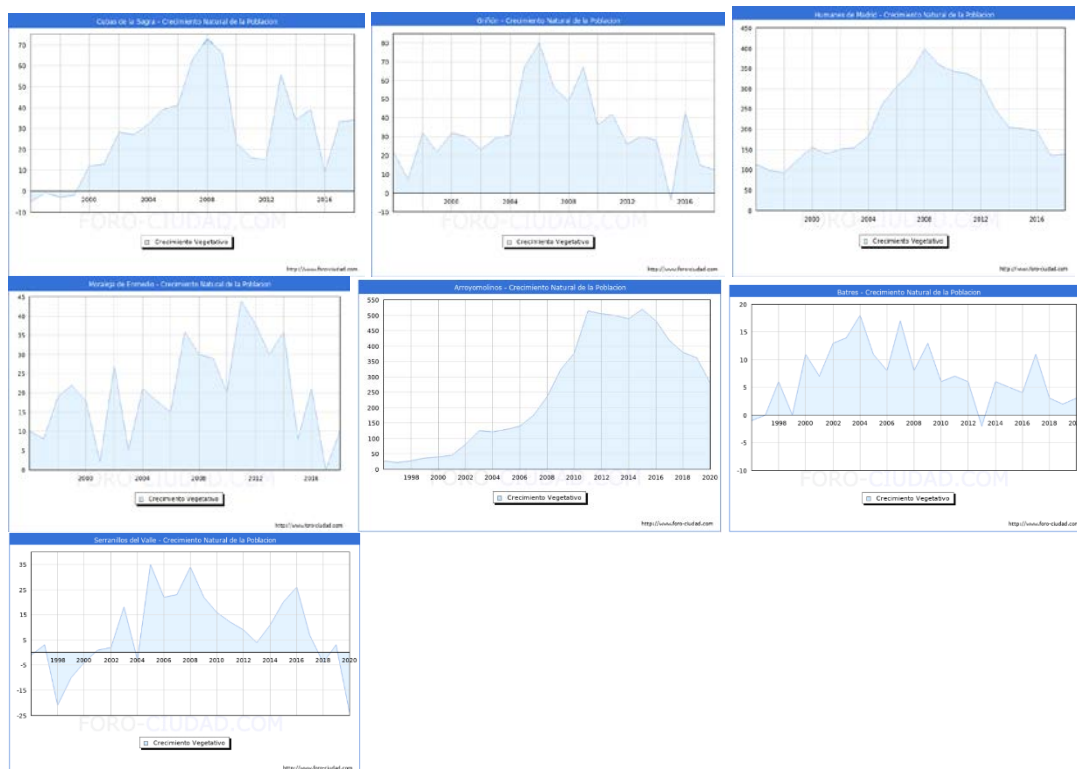 Cubas de la Sagra - Crecimiento Natural de la Poblacion
70
60
50
40
30
20
10
0
-10
2000 2004 2008 2012 2016
FORO-CIUDAD.COM
Crecimiento Vegetativo
http://www.foro-ciudad.com
Griñón - Crecimiento Natural de la Poblacion
80
70
60
50
40
30
20
10
0
-10
2000 2004 2008 2012 2016
FORO-CIUDAD.COM
Crecimiento Vegetativo
http://www.foro-ciudad.com
Humanes de Madrid - Crecimiento Natural de la Poblacion
450
400
350
300
250
200
150
100
50
0
2000 2004 2008 2012 2016
FORO-CIUDAD.COM
Crecimiento Vegetativo
http://www.foro-ciudad.com
Moraleja de Enmedio - Crecimiento Natural de la Poblacion
45
40
35
30
25
20
15
10
5
0
2000 2004 2008 2012 2016
FORO-CIUDAD.COM
Crecimiento Vegetativo
http://www.foro-ciudad.com
Arroyomolinos - Crecimiento Natural de la Poblacion
550
500
450
400
350
300
250
200
150
100
50
0
1998 2000 2002 2004 2006 2008 2010 2012 2014 2016 2018 2020
FORO-CIUDAD.COM
Crecimiento Vegetativo
http://www.foro-ciudad.com
Batres - Crecimiento Natural de la Poblacion
20
15
10
5
0
1998 2000 2002 2004 2006 2008 2010 2012 2014 2016 2018
-5
-10
FORO-CIUDAD.COM
Crecimiento Vegetativo
http://www.foro-ciudad.com
Serranillos del Valle - Crecimiento Natural de la Poblacion
35
25
15
5
1998 2000 2002 2004 2006 2008 2010 2012 2014 2016 2018 2020
-5
-15
-25
FORO-CIUDAD.COM
Crecimiento Vegetativo
http://www.foro-ciudad.com